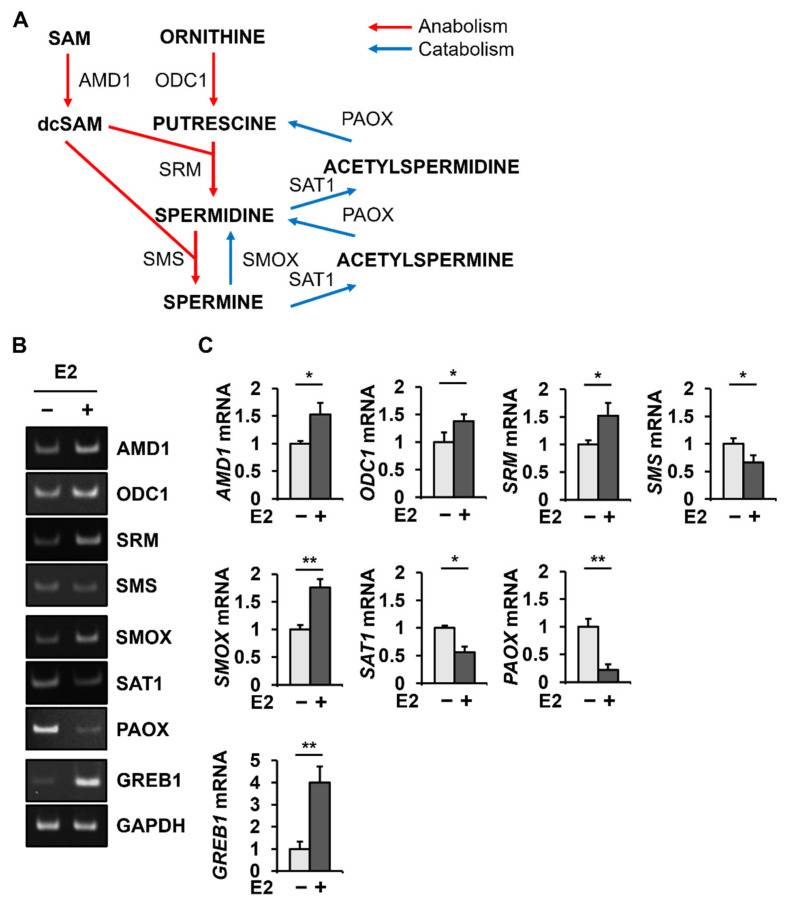 A
SAM
ORNITHINE
Anabolism
Catabolism
AMD1
ODC1
dcSAM
PUTRESCINE
PAOX
SRM
ACETYLSPERMIDINE
SAT1
SPERMIDINE
PAOX
SMS
SMOX
ACETYLSPERMINE
SAT1
SPERMINE
B
E2
− +
AMD1
ODC1
SRM
SMS
SMOX
SAT1
PAOX
GREB1
GAPDH
C
AMD1 mRNA
2
1.5
1
0.5
0
*
E2 − +
ODC1 mRNA
2
1.5
1
0.5
0
*
E2 − +
SRM mRNA
2
1.5
1
0.5
0
*
E2 − +
SMS mRNA
2
1.5
1
0.5
0
*
E2 − +
SMOX mRNA
2
1.5
1
0.5
0
**
E2 − +
SAT1 mRNA
2
1.5
1
0.5
0
*
E2 − +
PAOX mRNA
2
1.5
1
0.5
0
**
E2 − +
GREB1 mRNA
5
4
3
2
1
0
**
E2 − +